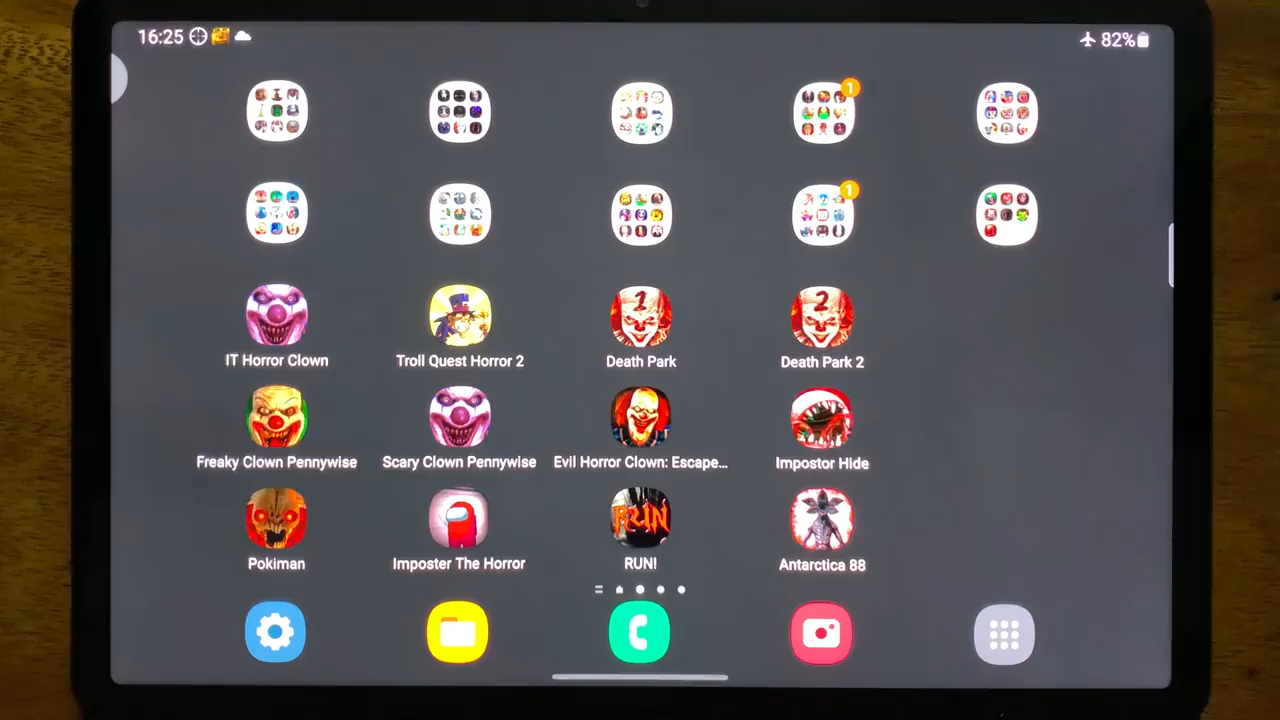 16:25
82%
1
1
IT Horror Clown
Troll Quest Horror 2
1
Death Park
2
Death Park 2
Freaky Clown Pennywise
Scary Clown Pennywise
Evil Horror Clown: Escape...
Impostor Hide
Pokiman
Imposter The Horror
RUN
RUN!
Antarctica 88